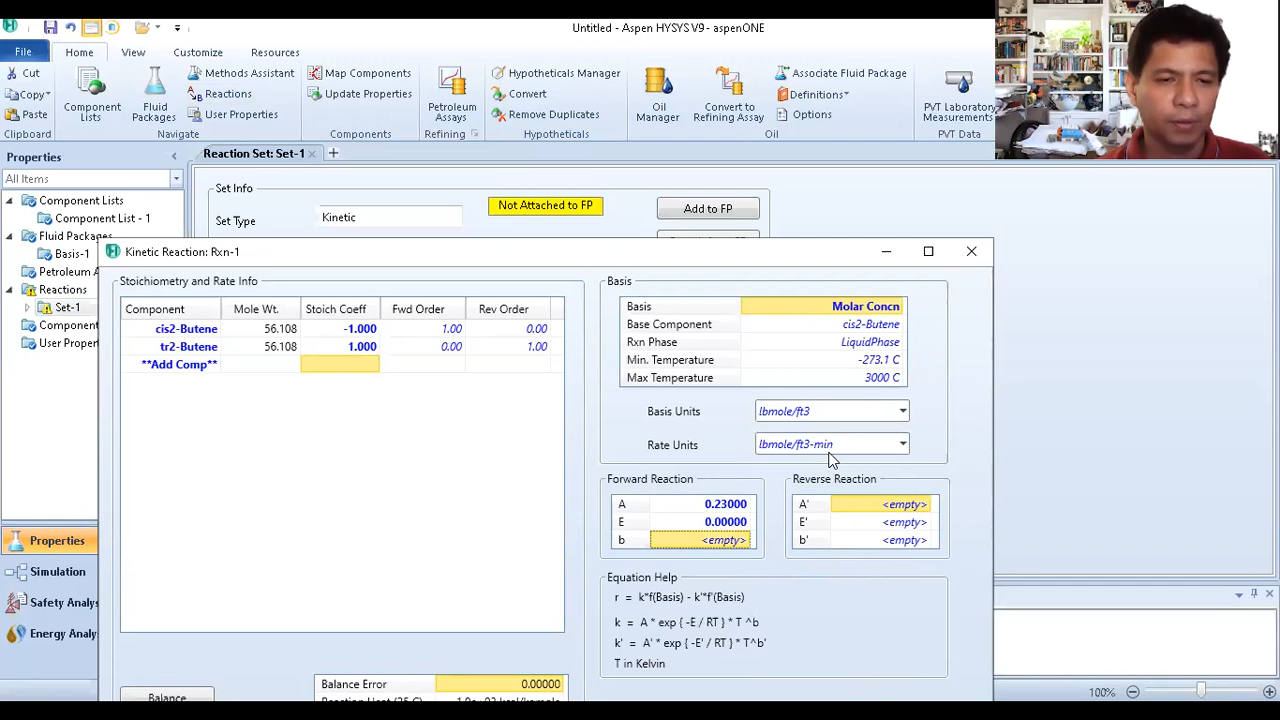 Untitled - Aspen HYSYS V9 - aspenONE
File Home View Customize Resources
Cut
Copy
Paste
Clipboard
Component Lists
Fluid Packages
Methods Assistant
Reactions
User Properties
Navigate
Map Components
Update Components
Components
Petroleum Assays
Refining
Hypotheticals Manager
Convert
Remove Duplicates
Hypotheticals
Oil Manager
Convert to Refining Assay
Associate Fluid Package
Definitions
Options
Oil
PVT Laboratory Measurements
PVT Data
Properties
All Items
Component Lists
Component List - 1
Fluid Packages
Basis-1
Petroleum A
Reactions
Set-1
Component
User Proper
Properties
Simulation
Safety Analys
Energy Analy
Reaction Set: Set-1
Set Info
Set Type Kinetic
Not Attached to FP
Add to FP
Kinetic Reaction: Rxn-1
Stoichiometry and Rate Info
Component Mole Wt. Stoich Coeff Fwd Order Rev Order
cis2-Butene 56.108 -1.000 1.00 0.00
tr2-Butene 56.108 1.000 0.00 1.00
**Add Comp**
Balance
Balance Error 0.00000
Basis
Basis Molar Concn
Base Component cis2-Butene
Rxn Phase LiquidPhase
Min. Temperature -273.1 C
Max Temperature 3000 C
Basis Units lbmole/ft3
Rate Units lbmole/ft3-min
Forward Reaction
A 0.23000
E 0.00000
b <empty>
Reverse Reaction
A' <empty>
E' <empty>
b' <empty>
Equation Help
r = k*f(Basis) - k'*f'(Basis)
k = A * exp { -E / RT } * T ^b
k' = A' * exp { -E' / RT } * T^b'
T in Kelvin
100%